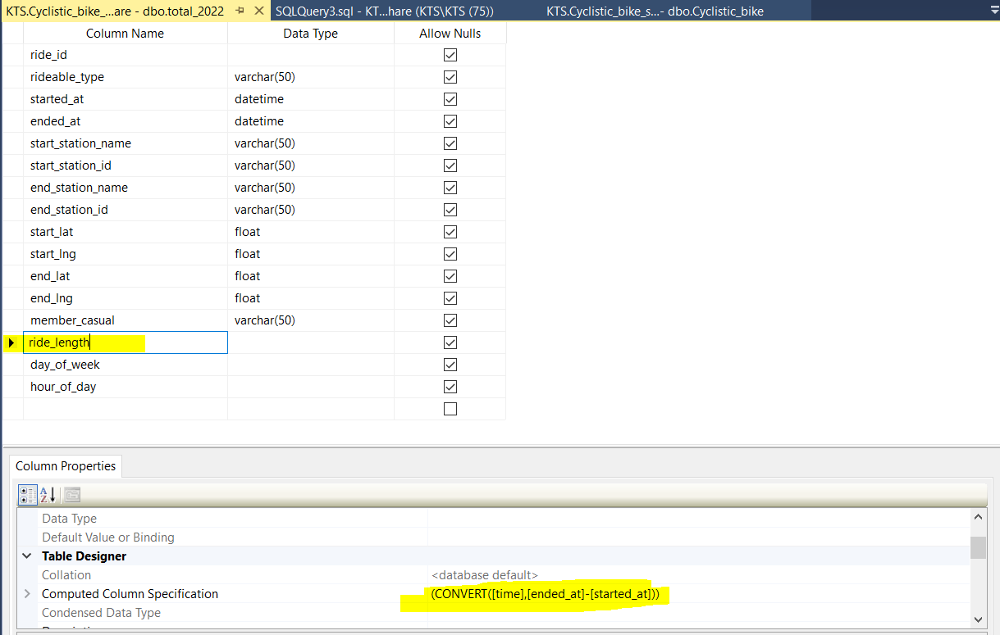 KTS.Cyclistic_bike_...are - dbo.total_2022 SQLQuery3.sql - KT...hare (KTS\KTS (75)) KTS.Cyclistic_bike_s...- dbo.Cyclistic_bike
Column Name Data Type Allow Nulls
ride_id
rideable_type varchar(50)
started_at datetime
ended_at datetime
start_station_name varchar(50)
start_station_id varchar(50)
end_station_name varchar(50)
end_station_id varchar(50)
start_lat float
start_lng float
end_lat float
end_lng float
member_casual varchar(50)
ride_length
day_of_week
hour_of_day
Column Properties
Data Type
Default Value or Binding
Table Designer
Collation <database default>
Computed Column Specification (CONVERT([time],[ended_at]-[started_at]))
Condensed Data Type